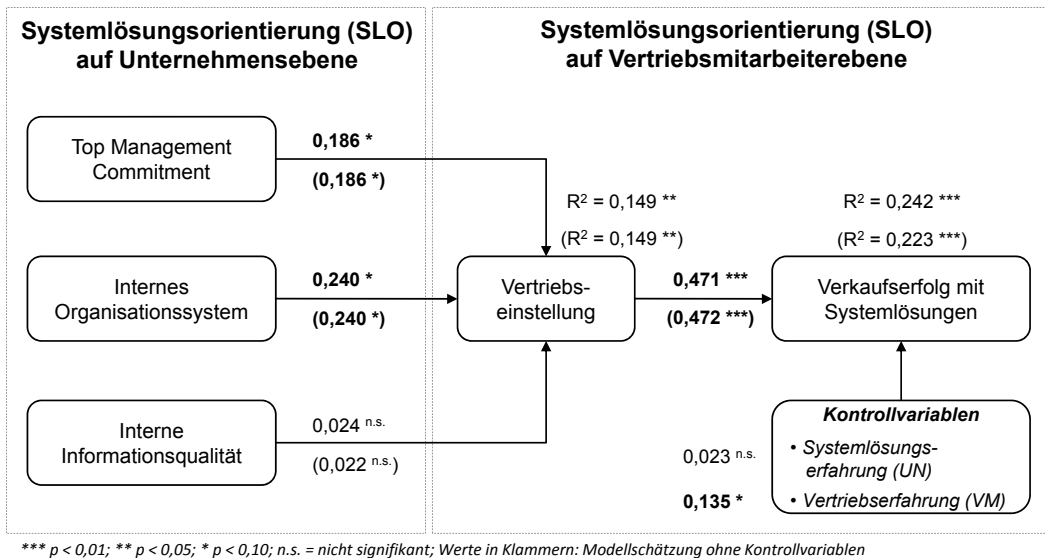 Systemlösungsorientierung (SLO)
auf Unternehmensebene
Systemlösungsorientierung (SLO)
auf Vertriebsmitarbeiterebene
Top Management
Commitment
0,186 *
(0,186 *)
R² = 0,149 **
(R² = 0,149 **)
R² = 0,242 ***
(R² = 0,223 ***)
Internes
Organisationssystem
0,240 *
(0,240 *)
Vertriebs-
einstellung
0,471 ***
(0,472 ***)
Verkaufserfolg mit
Systemlösungen
Interne
Informationsqualität
0,024 n.s.
(0,022 n.s.)
Kontrollvariablen
0,023 n.s.
• Systemlösungs-
erfahrung (UN)
0,135 *
• Vertriebserfahrung (VM)
*** p < 0,01; ** p < 0,05; * p < 0,10; n.s. = nicht signifikant; Werte in Klammern: Modellschätzung ohne Kontrollvariablen